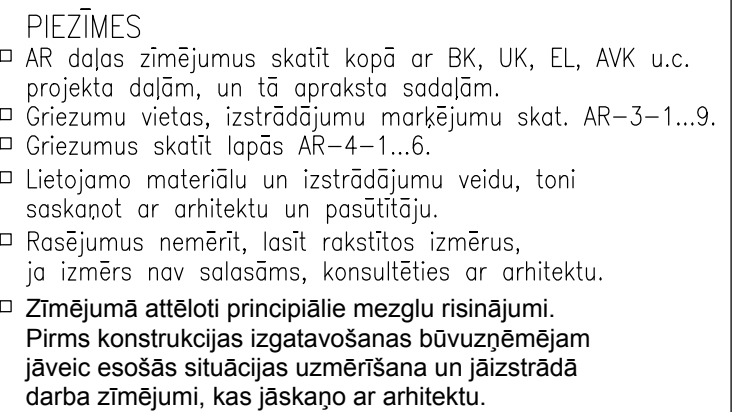 PIEZĪMES
AR daļas zīmējumus skatīt kopā ar BK, UK, EL, AVK u.c.
projekta daļām, un tā apraksta sadaļām.
Griezumu vietas, izstrādājumu marķējumu skat. AR-3-1...9.
Griezumus skatīt lapās AR-4-1...6.
Lietojamo materiālu un izstrādājumu veidu, toni
saskaņot ar arhitektu un pasūtītāju.
Rasējumus nemērīt, lasīt rakstītos izmērus,
ja izmērs nav salasāms, konsultēties ar arhitektu.
Zīmējumā attēloti principiālie mezglu risinājumi.
Pirms konstrukcijas izgatavošanas būvuzņēmējam
jāveic esošās situācijas uzmērīšana un jāizstrādā
darba zīmējumi, kas jāskaņo ar arhitektu.